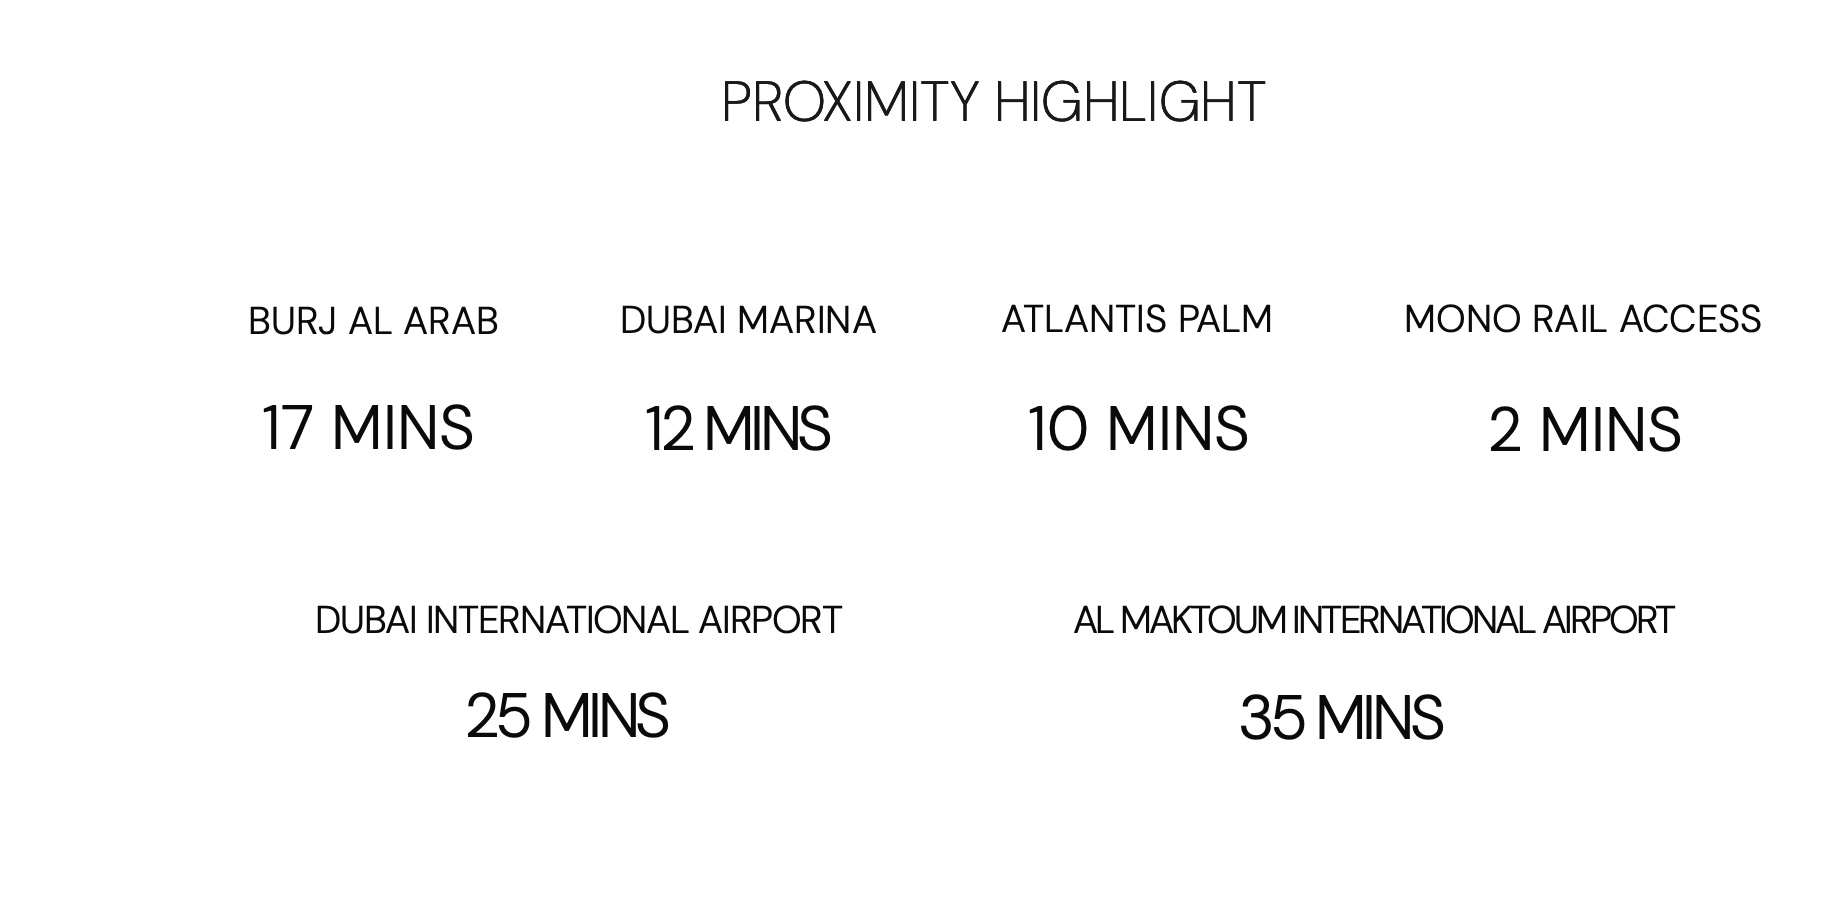 PROXIMITY HIGHLIGHT
BURJ AL ARAB
17 MINS
DUBAI MARINA
12 MINS
ATLANTIS PALM
10 MINS
MONO RAIL ACCESS
2 MINS
DUBAI INTERNATIONAL AIRPORT
25 MINS
AL MAKTOUM INTERNATIONAL AIRPORT
35 MINS